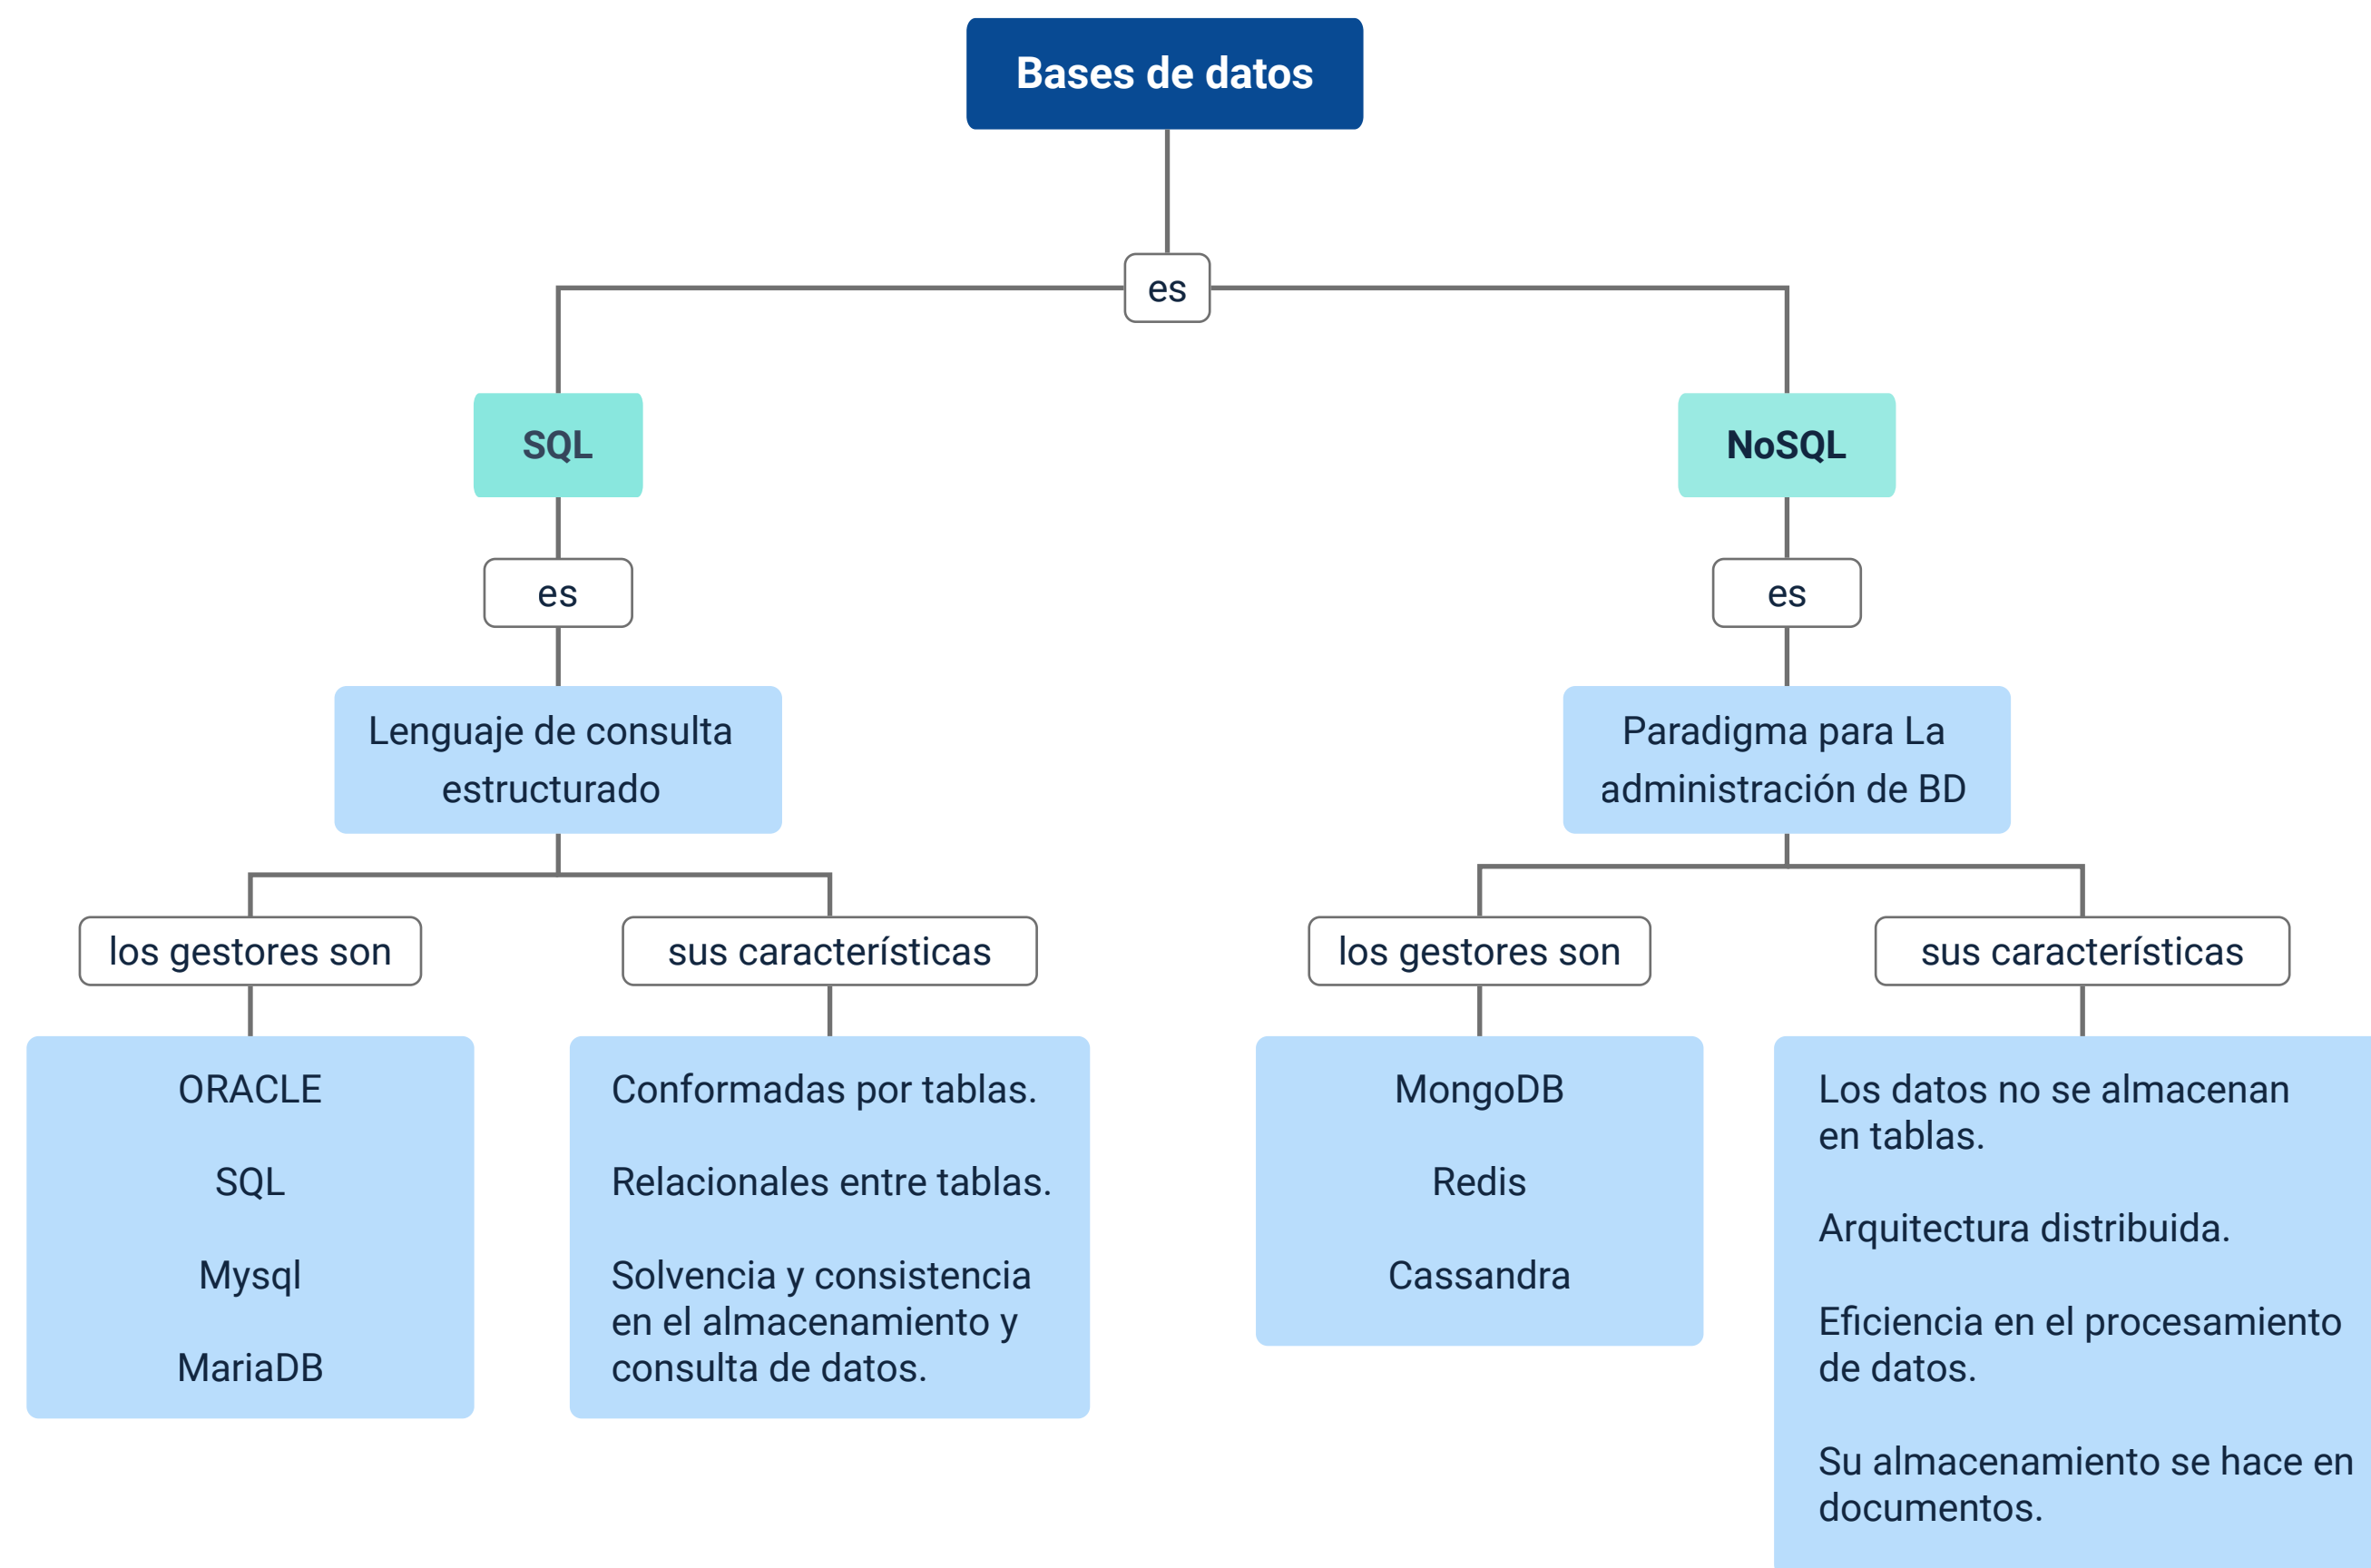 Bases de datos
es
SQL
NoSQL
es
es
Lenguaje de consulta
estructurado
Paradigma para La
administración de BD
los gestores son
sus características
los gestores son
sus características
ORACLE
SQL
Mysql
MariaDB
Conformadas por tablas.
Relacionales entre tablas.
Solvencia y consistencia
en el almacenamiento y
consulta de datos.
MongoDB
Redis
Cassandra
Los datos no se almacenan
en tablas.
Arquitectura distribuida.
Eficiencia en el procesamiento
de datos.
Su almacenamiento se hace en
documentos.